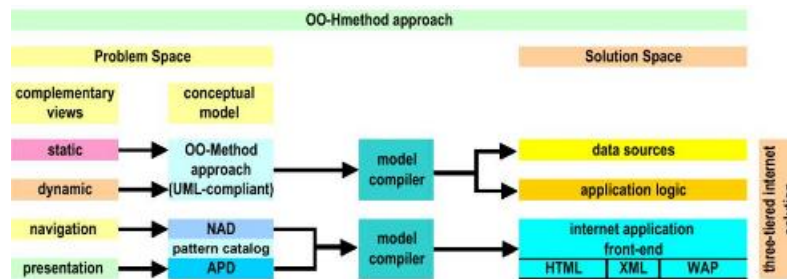 OO-Hmethod approach
Problem Space
Solution Space
complementary
views
conceptual
model
static
dynamic
OO-Method
approach
(UML-compliant)
model
compiler
data sources
application logic
navigation
presentation
NAD
pattern catalog
APD
model
compiler
internet application
front-end
HTML
XML
WAP
three-tiered internet